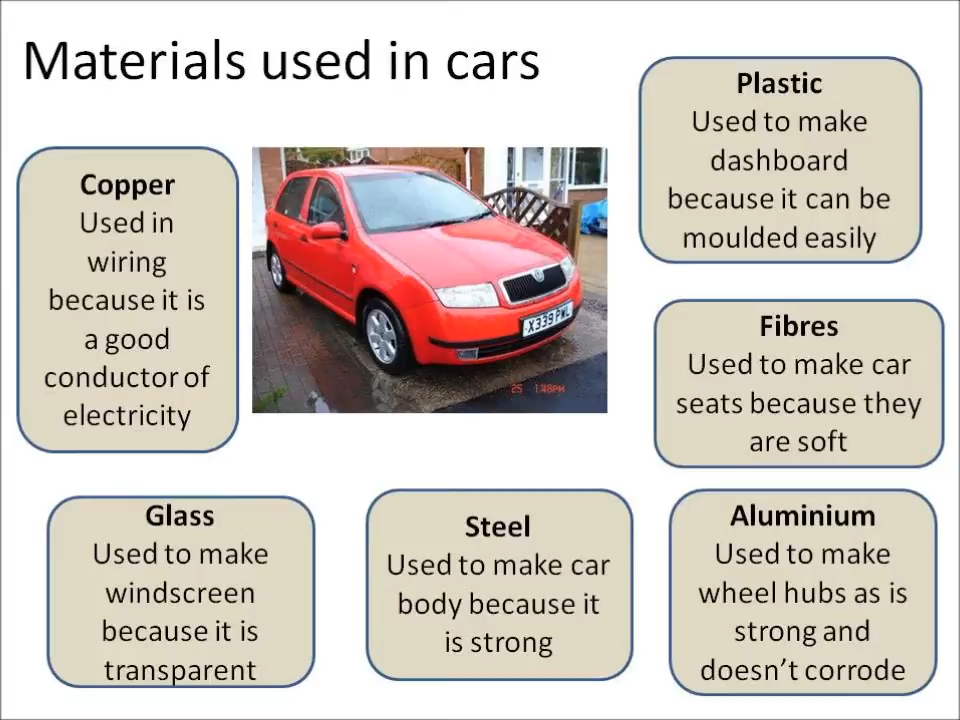 Materials used in cars
Plastic
Used to make
dashboard
because it can be
moulded easily
Copper
Used in
wiring
because it is
a good
conductor of
electricity
X339 PWL
25 1:48PM
Fibres
Used to make car
seats because they
are soft
Glass
Used to make
windscreen
because it is
transparent
Steel
Used to make car
body because it
is strong
Aluminium
Used to make
wheel hubs as is
strong and
doesn't corrode